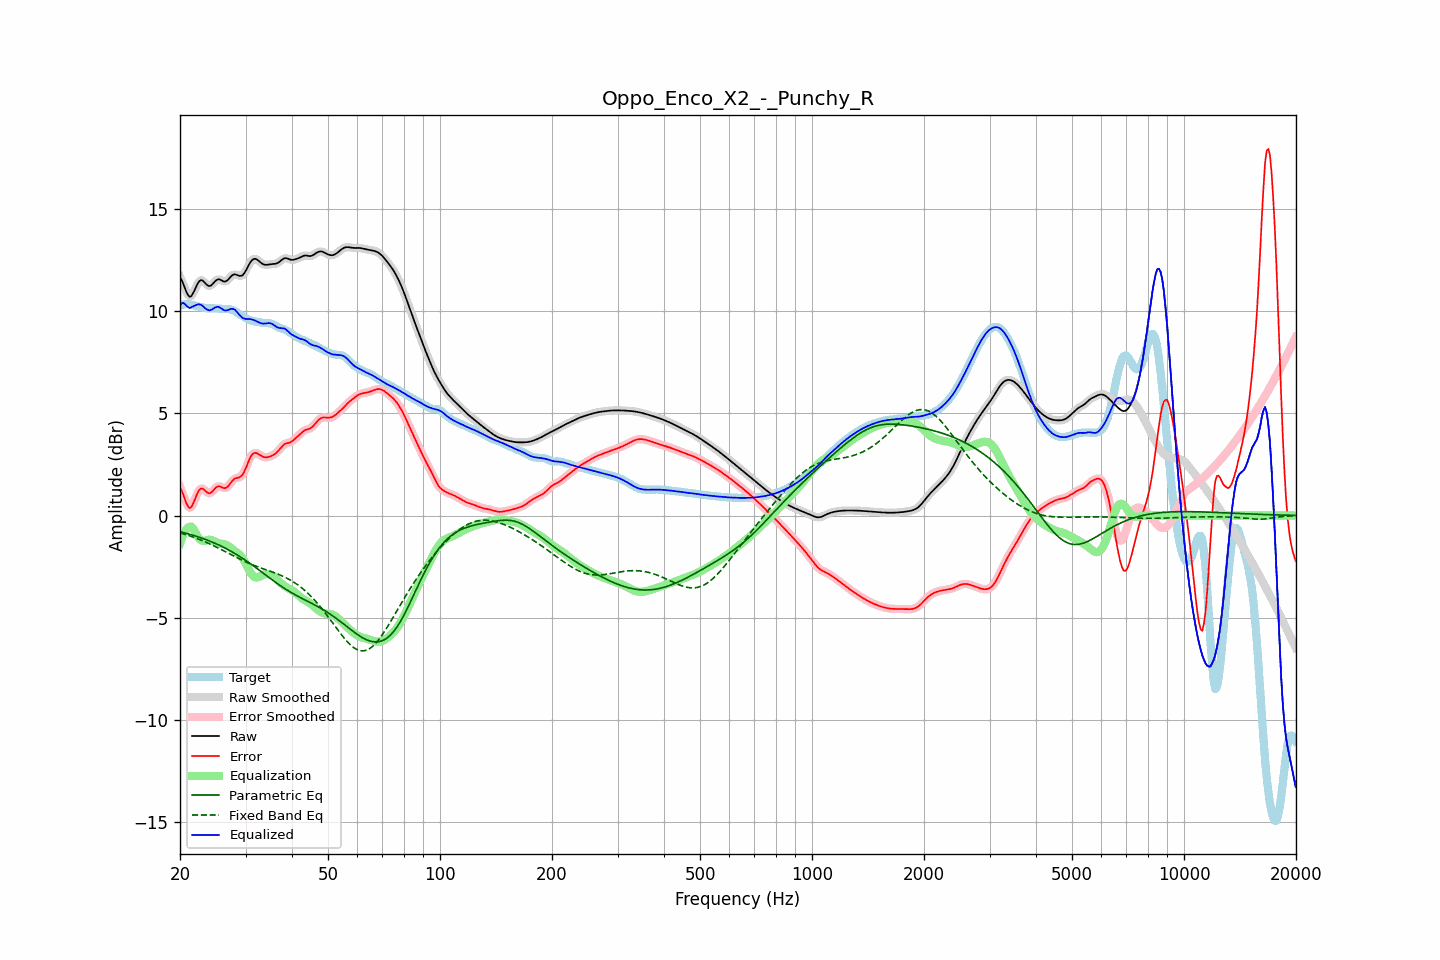 Oppo_Enco_X2_-_Punchy_R
Amplitude (dBr)
15
10
5
0
−5
−10
−15
Target
Raw Smoothed
Error Smoothed
Raw
Error
Equalization
Parametric Eq
Fixed Band Eq
Equalized
20 50 100 200 500 1000 2000 5000 10000 20000
Frequency (Hz)